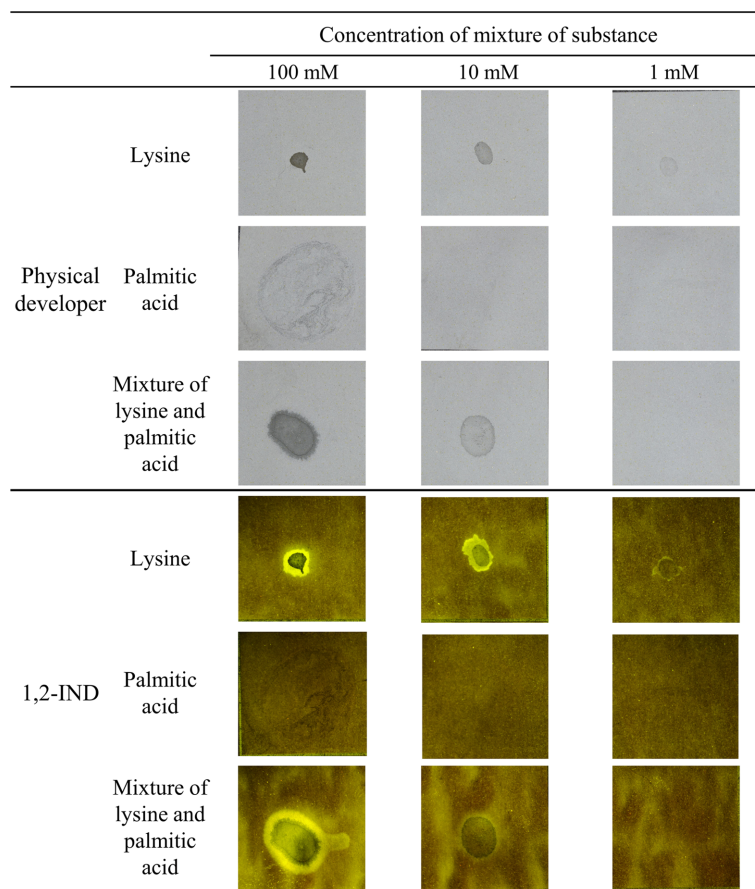 Concentration of mixture of substance
100 mM 10 mM 1 mM
Lysine
Physical
developer
Palmitic
acid
Mixture of
lysine and
palmitic
acid
Lysine
1,2-IND
Palmitic
acid
Mixture of
lysine and
palmitic
acid